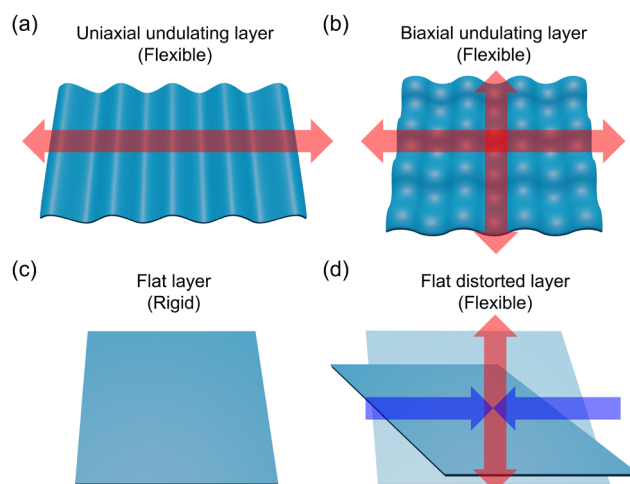 (a)
Uniaxial undulating layer
(Flexible)
(b)
Biaxial undulating layer
(Flexible)
(c)
Flat layer
(Rigid)
(d)
Flat distorted layer
(Flexible)